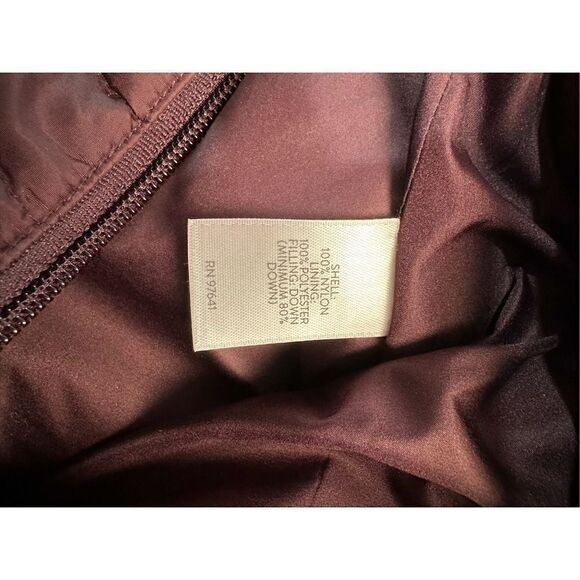 SHELL:
100% NYLON
LINING:
100% POLYESTER
FILLING: DOWN
(MINIMUM 80%
DOWN)
RN 97641